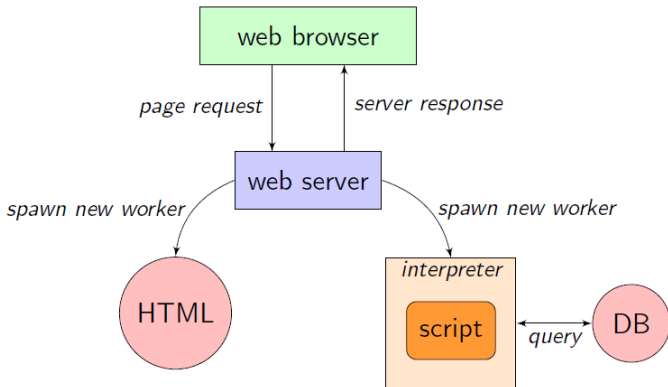 web browser
page request
server response
web server
spawn new worker
spawn new worker
HTML
interpreter
script
query
DB